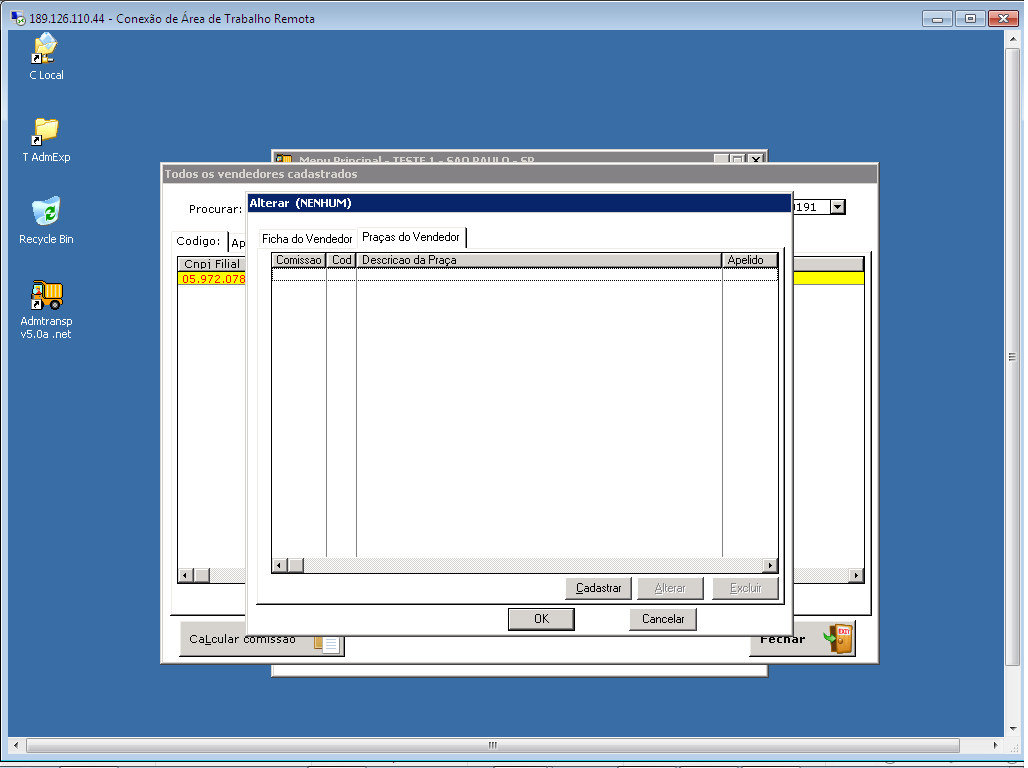 189.126.110.44 - Conexão de Área de Trabalho Remota
C Local
T AdmExp
Recycle Bin
Admtransp
v5.0a .net
Menu Principal - TESTE 1 - SAO PAULO - SP
Todos os vendedores cadastrados
Procurar:
0191
Alterar (NENHUM)
Codigo:
Ap
Ficha do Vendedor
Praças do Vendedor
Cnpj Filial
05.972.078
Comissao
Cod
Descricao da Praça
Apelido
Cadastrar
Alterar
Excluir
OK
Cancelar
CaLcular comissao
Fechar
EXIT